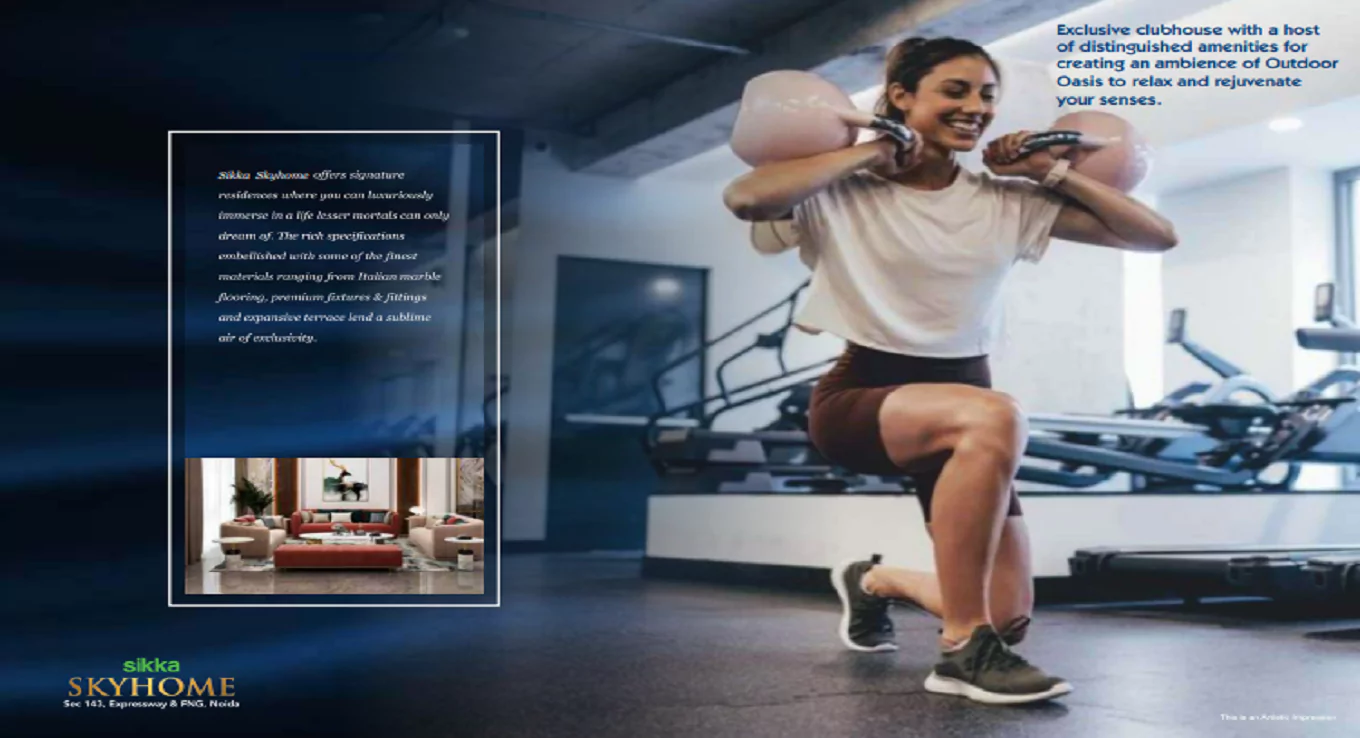 Exclusive clubhouse with a host
of distinguished amenities for
creating an ambience of Outdoor
Oasis to relax and rejuvenate
your senses.
Sikka Skyhome offers signature
residences where you can luxuriously
immerse in a life lesser mortals can only
dream of. The rich specifications
embellished with some of the finest
materials ranging from Italian marble
flooring, premium fixtures & fittings
and expansive terrace lend a sublime
air of exclusivity.
sikka
SKYHOME
Sec 143, Expressway & FNG, Noida
This is an Artistic Impression